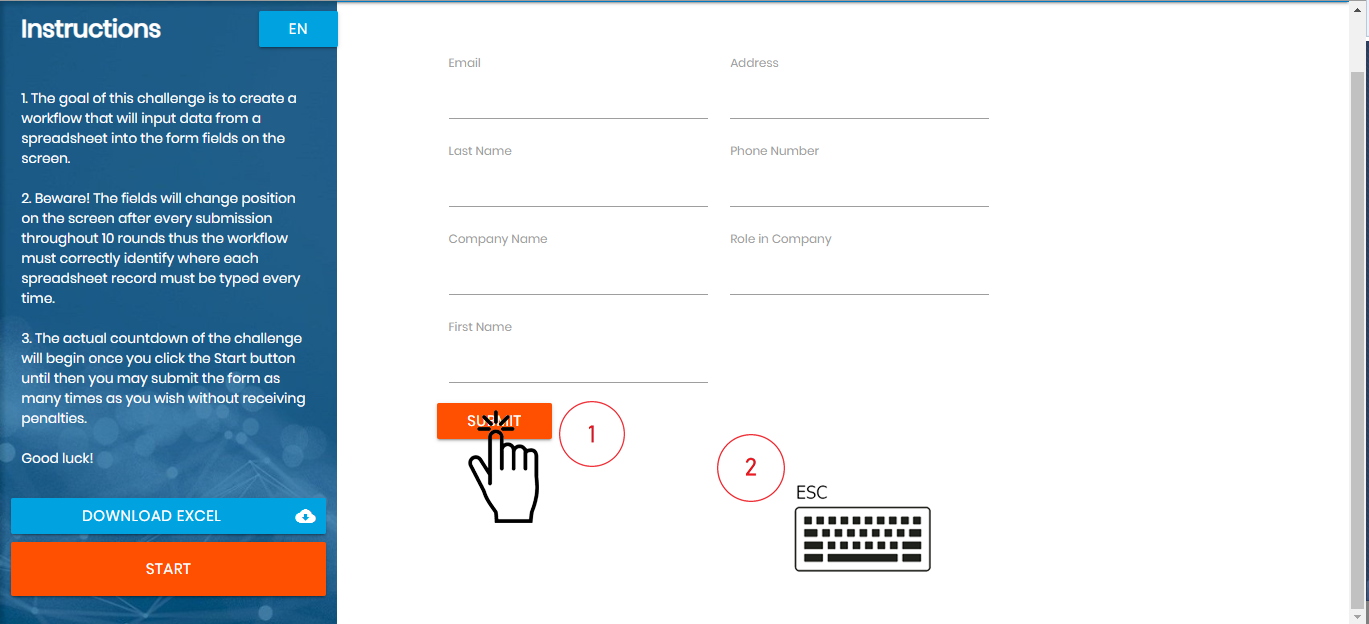 Instructions
EN
1. The goal of this challenge is to create a
workflow that will input data from a
spreadsheet into the form fields on the
screen.
2. Beware! The fields will change position
on the screen after every submission
throughout 10 rounds thus the workflow
must correctly identify where each
spreadsheet record must be typed every
time.
3. The actual countdown of the challenge
will begin once you click the Start button
until then you may submit the form as
many times as you wish without receiving
penalties.
Good luck!
DOWNLOAD EXCEL
START
Email
Address
Last Name
Phone Number
Company Name
Role in Company
First Name
SUBMIT
1
2
ESC